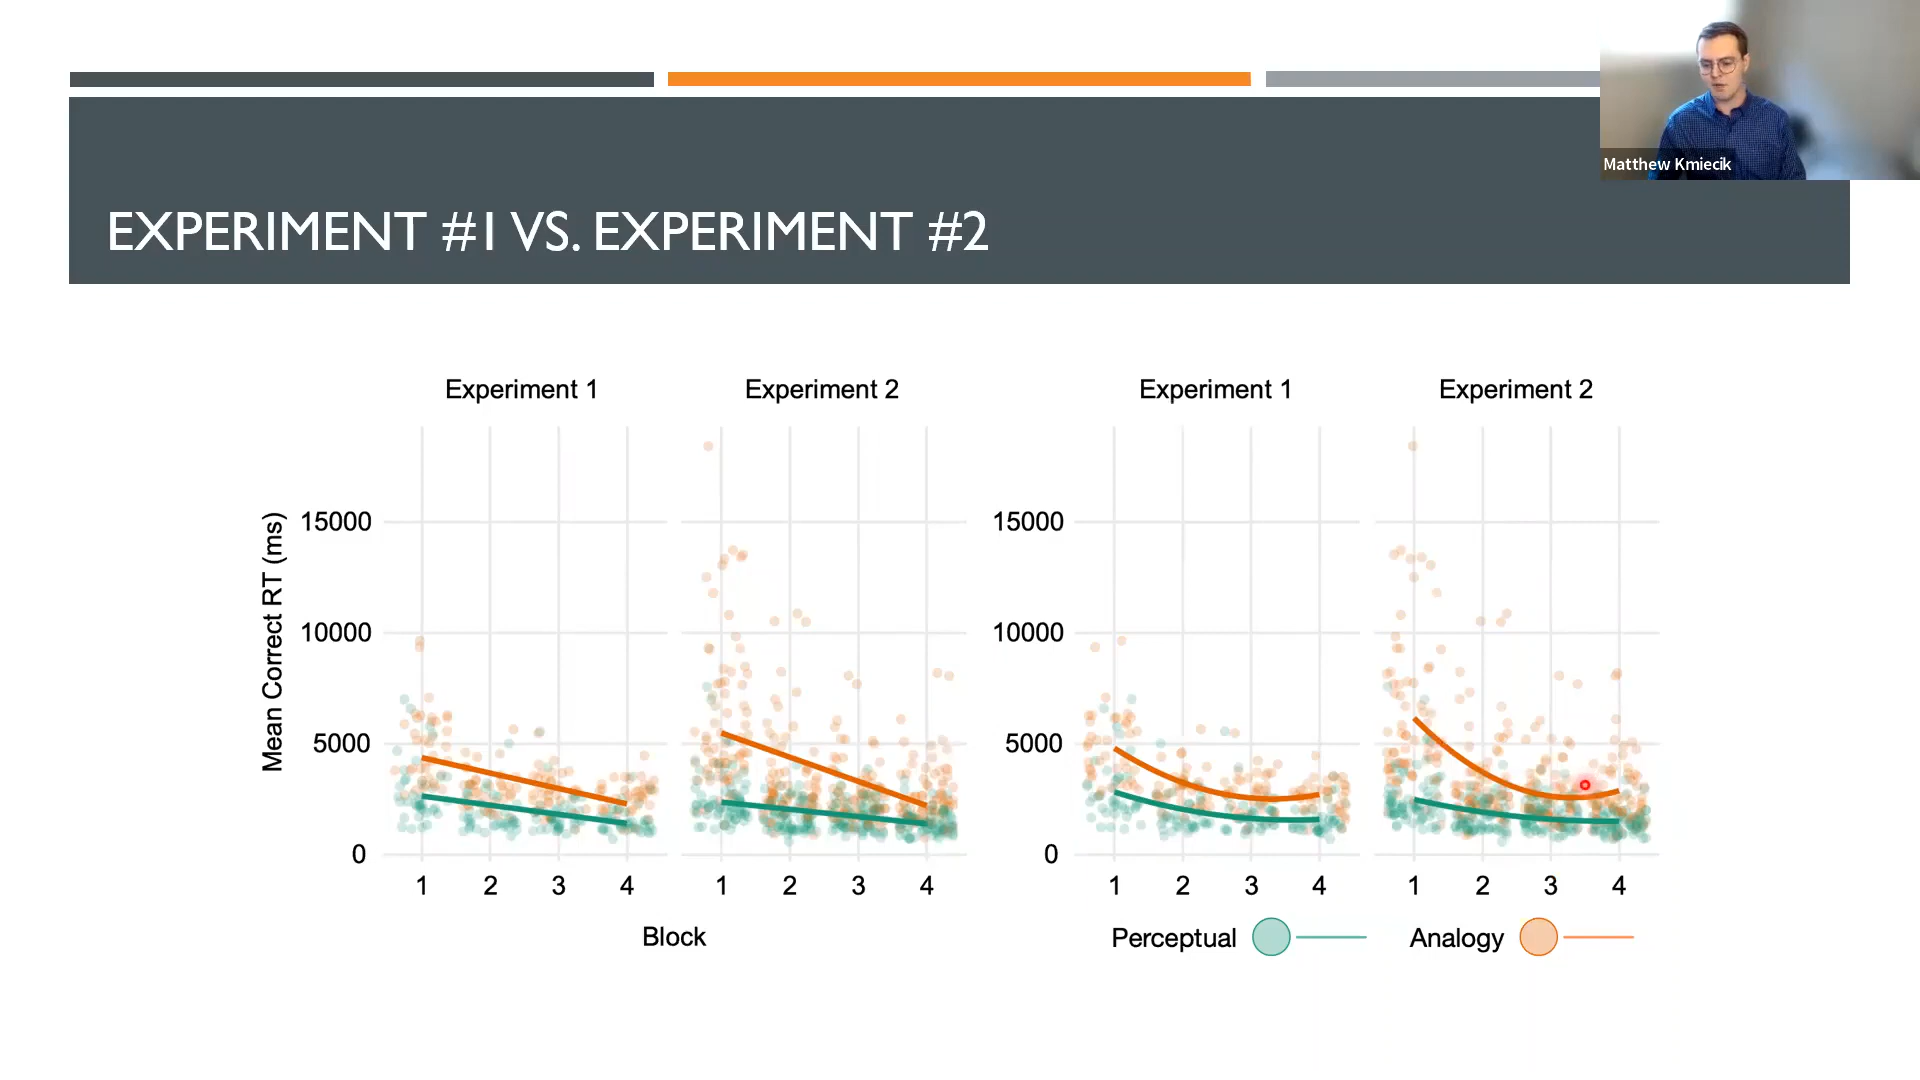 Matthew Kmiecik
EXPERIMENT #1 VS. EXPERIMENT #2
Experiment 1
Experiment 2
Experiment 1
Experiment 2
Mean Correct RT (ms)
15000
10000
5000
0
15000
10000
5000
0
1 2 3 4
1 2 3 4
1 2 3 4
1 2 3 4
Block
Perceptual
Analogy